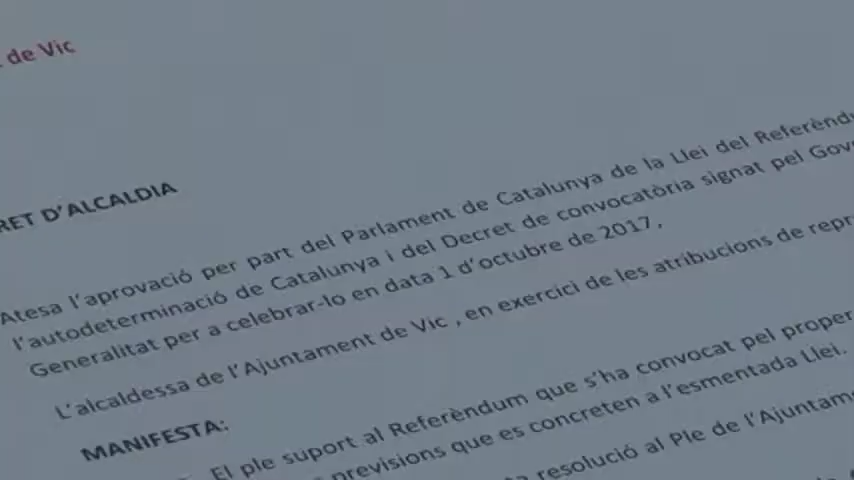 de Vic
RET D'ALCALDIA
Atesa l'aprovació per part del Parlament de Catalunya de la Llei del Referèndu
l'autodeterminació de Catalunya i del Decret de convocatòria signat pel Gov
Generalitat per a celebrar-lo en data 1 d'octubre de 2017,
L'alcaldessa de l'Ajuntament de Vic , en exercici de les atribucions de repr
MANIFESTA:
El ple suport al Referèndum que s'ha convocat pel proper
previsions que es concreten a l'esmentada Llei.
resolució al Ple de l'Ajuntam